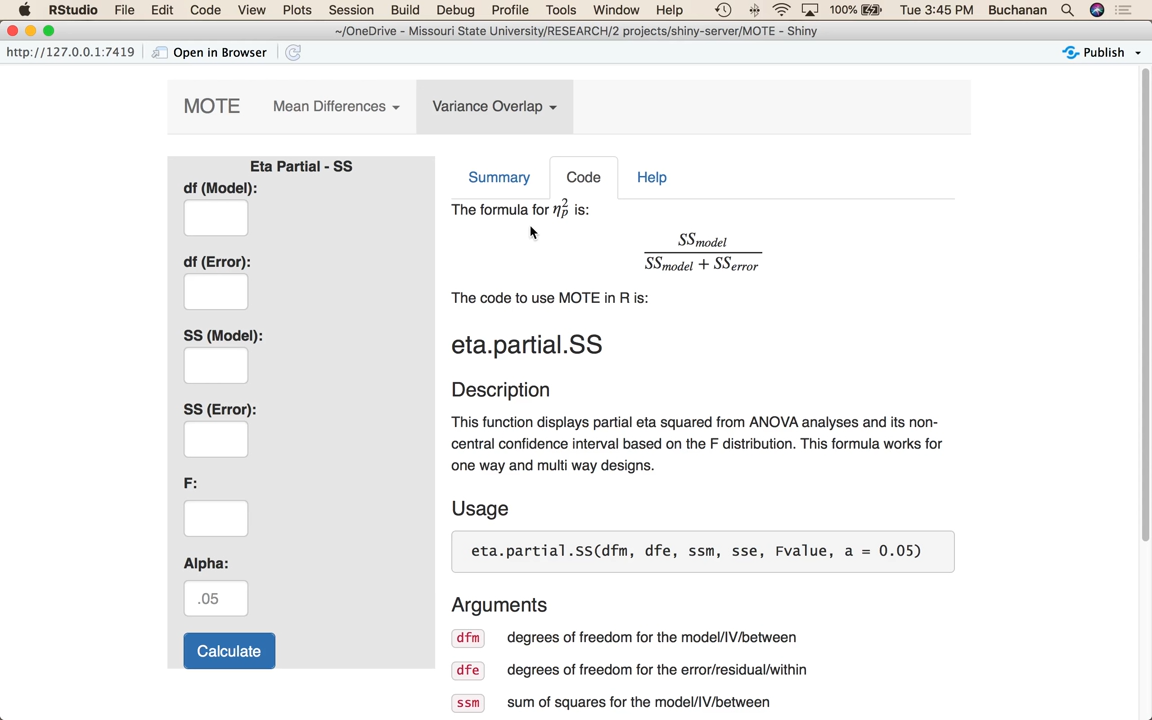 RStudio File Edit Code View Plots Session Build Debug Profile Tools Window Help 100% Tue 3:45 PM Buchanan
~/OneDrive - Missouri State University/RESEARCH/2 projects/shiny-server/MOTE - Shiny
http://127.0.0.1:7419 Open in Browser Publish
MOTE Mean Differences Variance Overlap
Eta Partial - SS
df (Model):
df (Error):
SS (Model):
SS (Error):
F:
Alpha:
.05
Calculate
Summary Code Help
The formula for η²ₚ is:
SSmodel
SSmodel + SSerror
The code to use MOTE in R is:
eta.partial.SS
Description
This function displays partial eta squared from ANOVA analyses and its non-
central confidence interval based on the F distribution. This formula works for
one way and multi way designs.
Usage
eta.partial.SS(dfm, dfe, ssm, sse, Fvalue, a = 0.05)
Arguments
dfm degrees of freedom for the model/IV/between
dfe degrees of freedom for the error/residual/within
ssm sum of squares for the model/IV/between